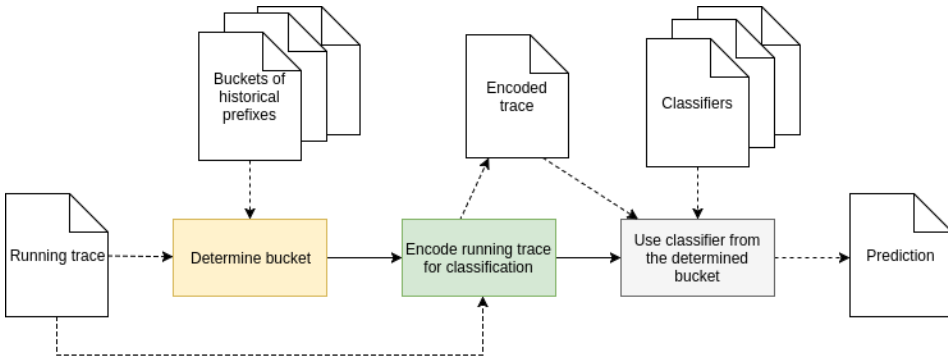 Buckets of
historical
prefixes
Encoded
trace
Classifiers
Running trace
Determine bucket
Encode running trace
for classification
Use classifier from
the determined
bucket
Prediction